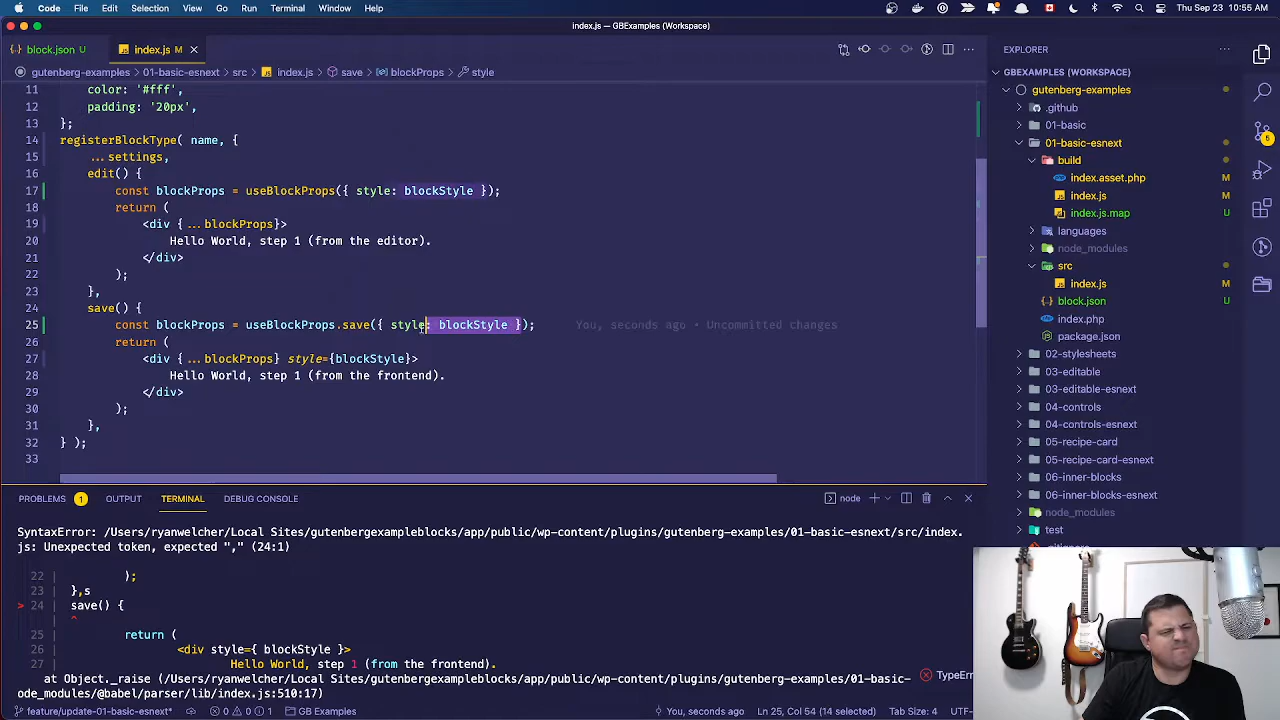 Code File Edit Selection View Go Run Terminal Window Help
Thu Sep 23 10:55 AM
index.js — GBExamples (Workspace)
block.json U
index.js M
gutenberg-examples > 01-basic-esnext > src > index.js > save > blockProps > style
11 color: '#fff',
12 padding: '20px',
13 };
14 registerBlockType( name, {
15 ...settings,
16 edit() {
17 const blockProps = useBlockProps({ style: blockStyle });
18 return (
19 <div {...blockProps}>
20 Hello World, step 1 (from the editor).
21 </div>
22 );
23 },
24 save() {
25 const blockProps = useBlockProps.save({ style: blockStyle }); You, seconds ago • Uncommitted changes
26 return (
27 <div {...blockProps} style={blockStyle}>
28 Hello World, step 1 (from the frontend).
29 </div>
30 );
31 },
32 } );
33
PROBLEMS 1 OUTPUT TERMINAL DEBUG CONSOLE
node
SyntaxError: /Users/ryanwelcher/Local Sites/gutenbergexampleblocks/app/public/wp-content/plugins/gutenberg-examples/01-basic-esnext/src/index.
js: Unexpected token, expected "," (24:1)
22 | );
23 | },s
> 24 | save() {
| ^
25 | return (
26 | <div style={ blockStyle }>
27 | Hello World, step 1 (from the frontend).
at Object._raise (/Users/ryanwelcher/Local Sites/gutenbergexampleblocks/app/public/wp-content/plugins/gutenberg-examples/01-basic-
ode_modules/@babel/parser/lib/index.js:510:17)
TypeErr
EXPLORER
GBEXAMPLES (WORKSPACE)
gutenberg-examples
.github
01-basic
01-basic-esnext
build
index.asset.php M
index.js M
index.js.map U
languages
node_modules
src
index.js M
block.json U
index.php
package.json
02-stylesheets
03-editable
03-editable-esnext
04-controls
04-controls-esnext
05-recipe-card
05-recipe-card-esnext
06-inner-blocks
06-inner-blocks-esnext
node_modules
test
5
feature/update-01-basic-esnext* 0 0 1 GB Examples
You, seconds ago Ln 25, Col 54 (14 selected) Tab Size: 4 UTF-